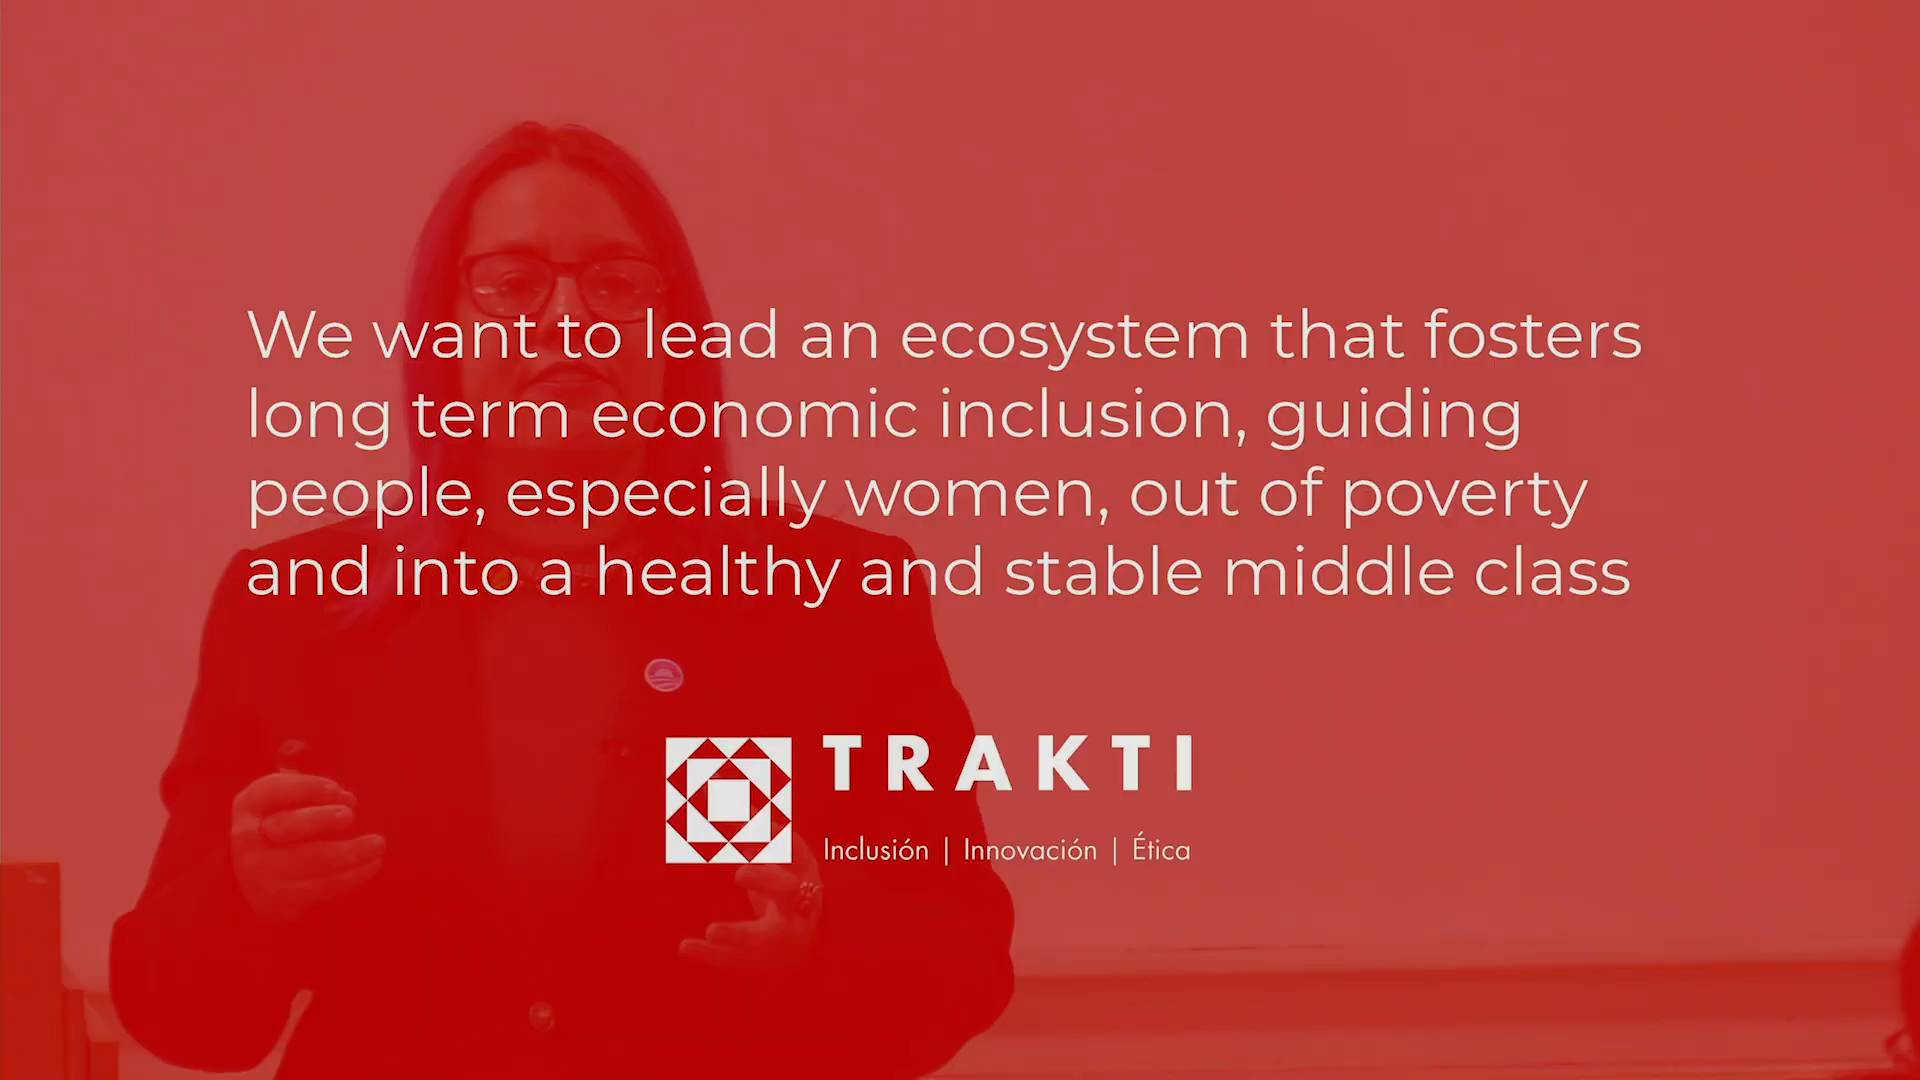 We want to lead an ecosystem that fosters
long term economic inclusion, guiding
people, especially women, out of poverty
and into a healthy and stable middle class
TRAKTI
Inclusión | Innovación | Ética